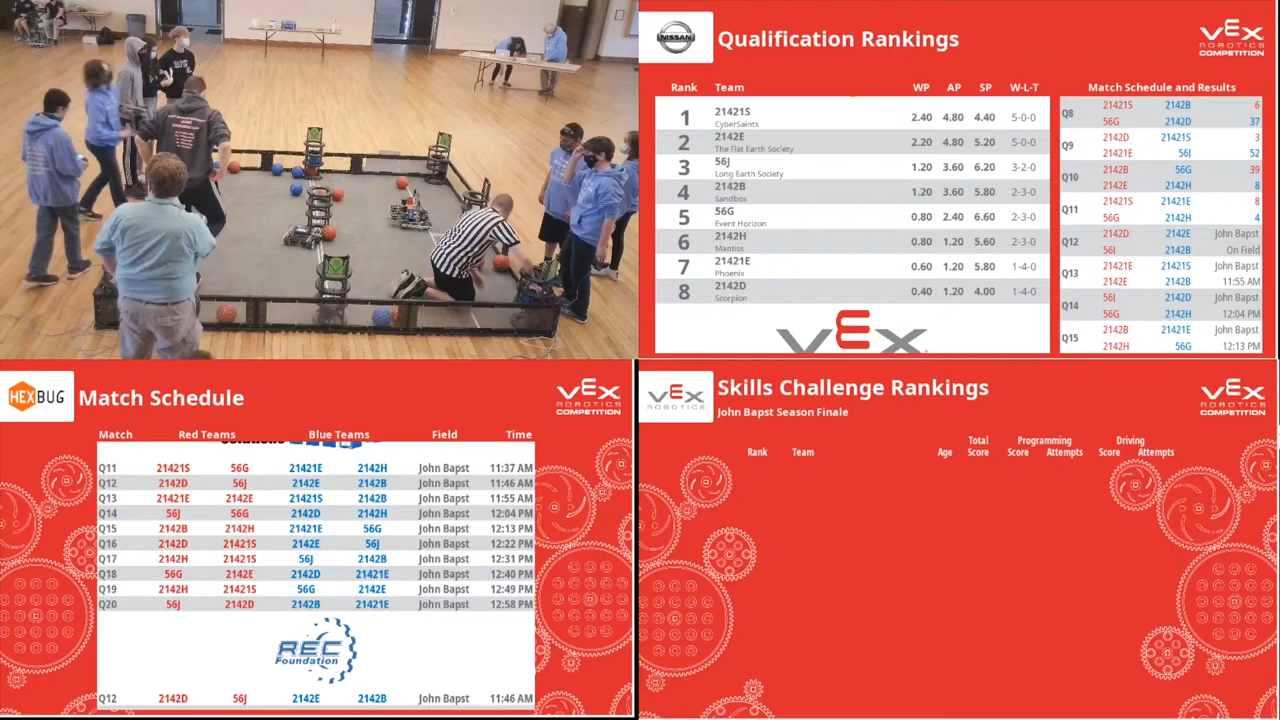 NISSAN
Qualification Rankings
VEX
ROBOTICS
COMPETITION
Rank Team WP AP SP W-L-T
1 21421S 2.40 4.80 4.40 5-0-0
CyberSaints
2 2142E 2.20 4.80 5.20 5-0-0
The Flat Earth Society
3 56J 1.20 3.60 6.20 3-2-0
Long Earth Society
4 2142B 1.20 3.60 5.80 2-3-0
Sandbox
5 56G 0.80 2.40 6.60 2-3-0
Event Horizon
6 2142H 0.80 1.20 5.60 2-3-0
Mantiss
7 21421E 0.60 1.20 5.80 1-4-0
Phoenix
8 2142D 0.40 1.20 4.00 1-4-0
Scorpion
VEX
Match Schedule and Results
Q8 21421S 2142B 6
56G 2142D 37
Q9 2142D 21421S 3
21421E 56J 52
Q10 2142B 56G 39
2142E 2142H 8
Q11 21421S 21421E 8
56G 2142H 4
Q12 2142D 2142E John Bapst
56J 2142B On Field
Q13 21421E 21421S John Bapst
2142E 2142B 11:55 AM
Q14 56J 2142D John Bapst
56G 2142H 12:04 PM
Q15 2142B 21421E John Bapst
2142H 56G 12:13 PM
HEXBUG
Match Schedule
VEX
ROBOTICS
COMPETITION
Match Red Teams Blue Teams Field Time
Q11 21421S 56G 21421E 2142H John Bapst 11:37 AM
Q12 2142D 56J 2142E 2142B John Bapst 11:46 AM
Q13 21421E 2142E 21421S 2142B John Bapst 11:55 AM
Q14 56J 56G 2142D 2142H John Bapst 12:04 PM
Q15 2142B 2142H 21421E 56G John Bapst 12:13 PM
Q16 2142D 21421S 2142E 56J John Bapst 12:22 PM
Q17 2142H 21421S 56J 2142B John Bapst 12:31 PM
Q18 56G 2142E 2142D 21421E John Bapst 12:40 PM
Q19 2142H 21421S 56G 2142E John Bapst 12:49 PM
Q20 56J 2142D 2142B 21421E John Bapst 12:58 PM
REC
Foundation
Q12 2142D 56J 2142E 2142B John Bapst 11:46 AM
VEX
ROBOTICS
Skills Challenge Rankings
John Bapst Season Finale
VEX
ROBOTICS
COMPETITION
Total Programming Driving
Rank Team Age Score Score Attempts Score Attempts